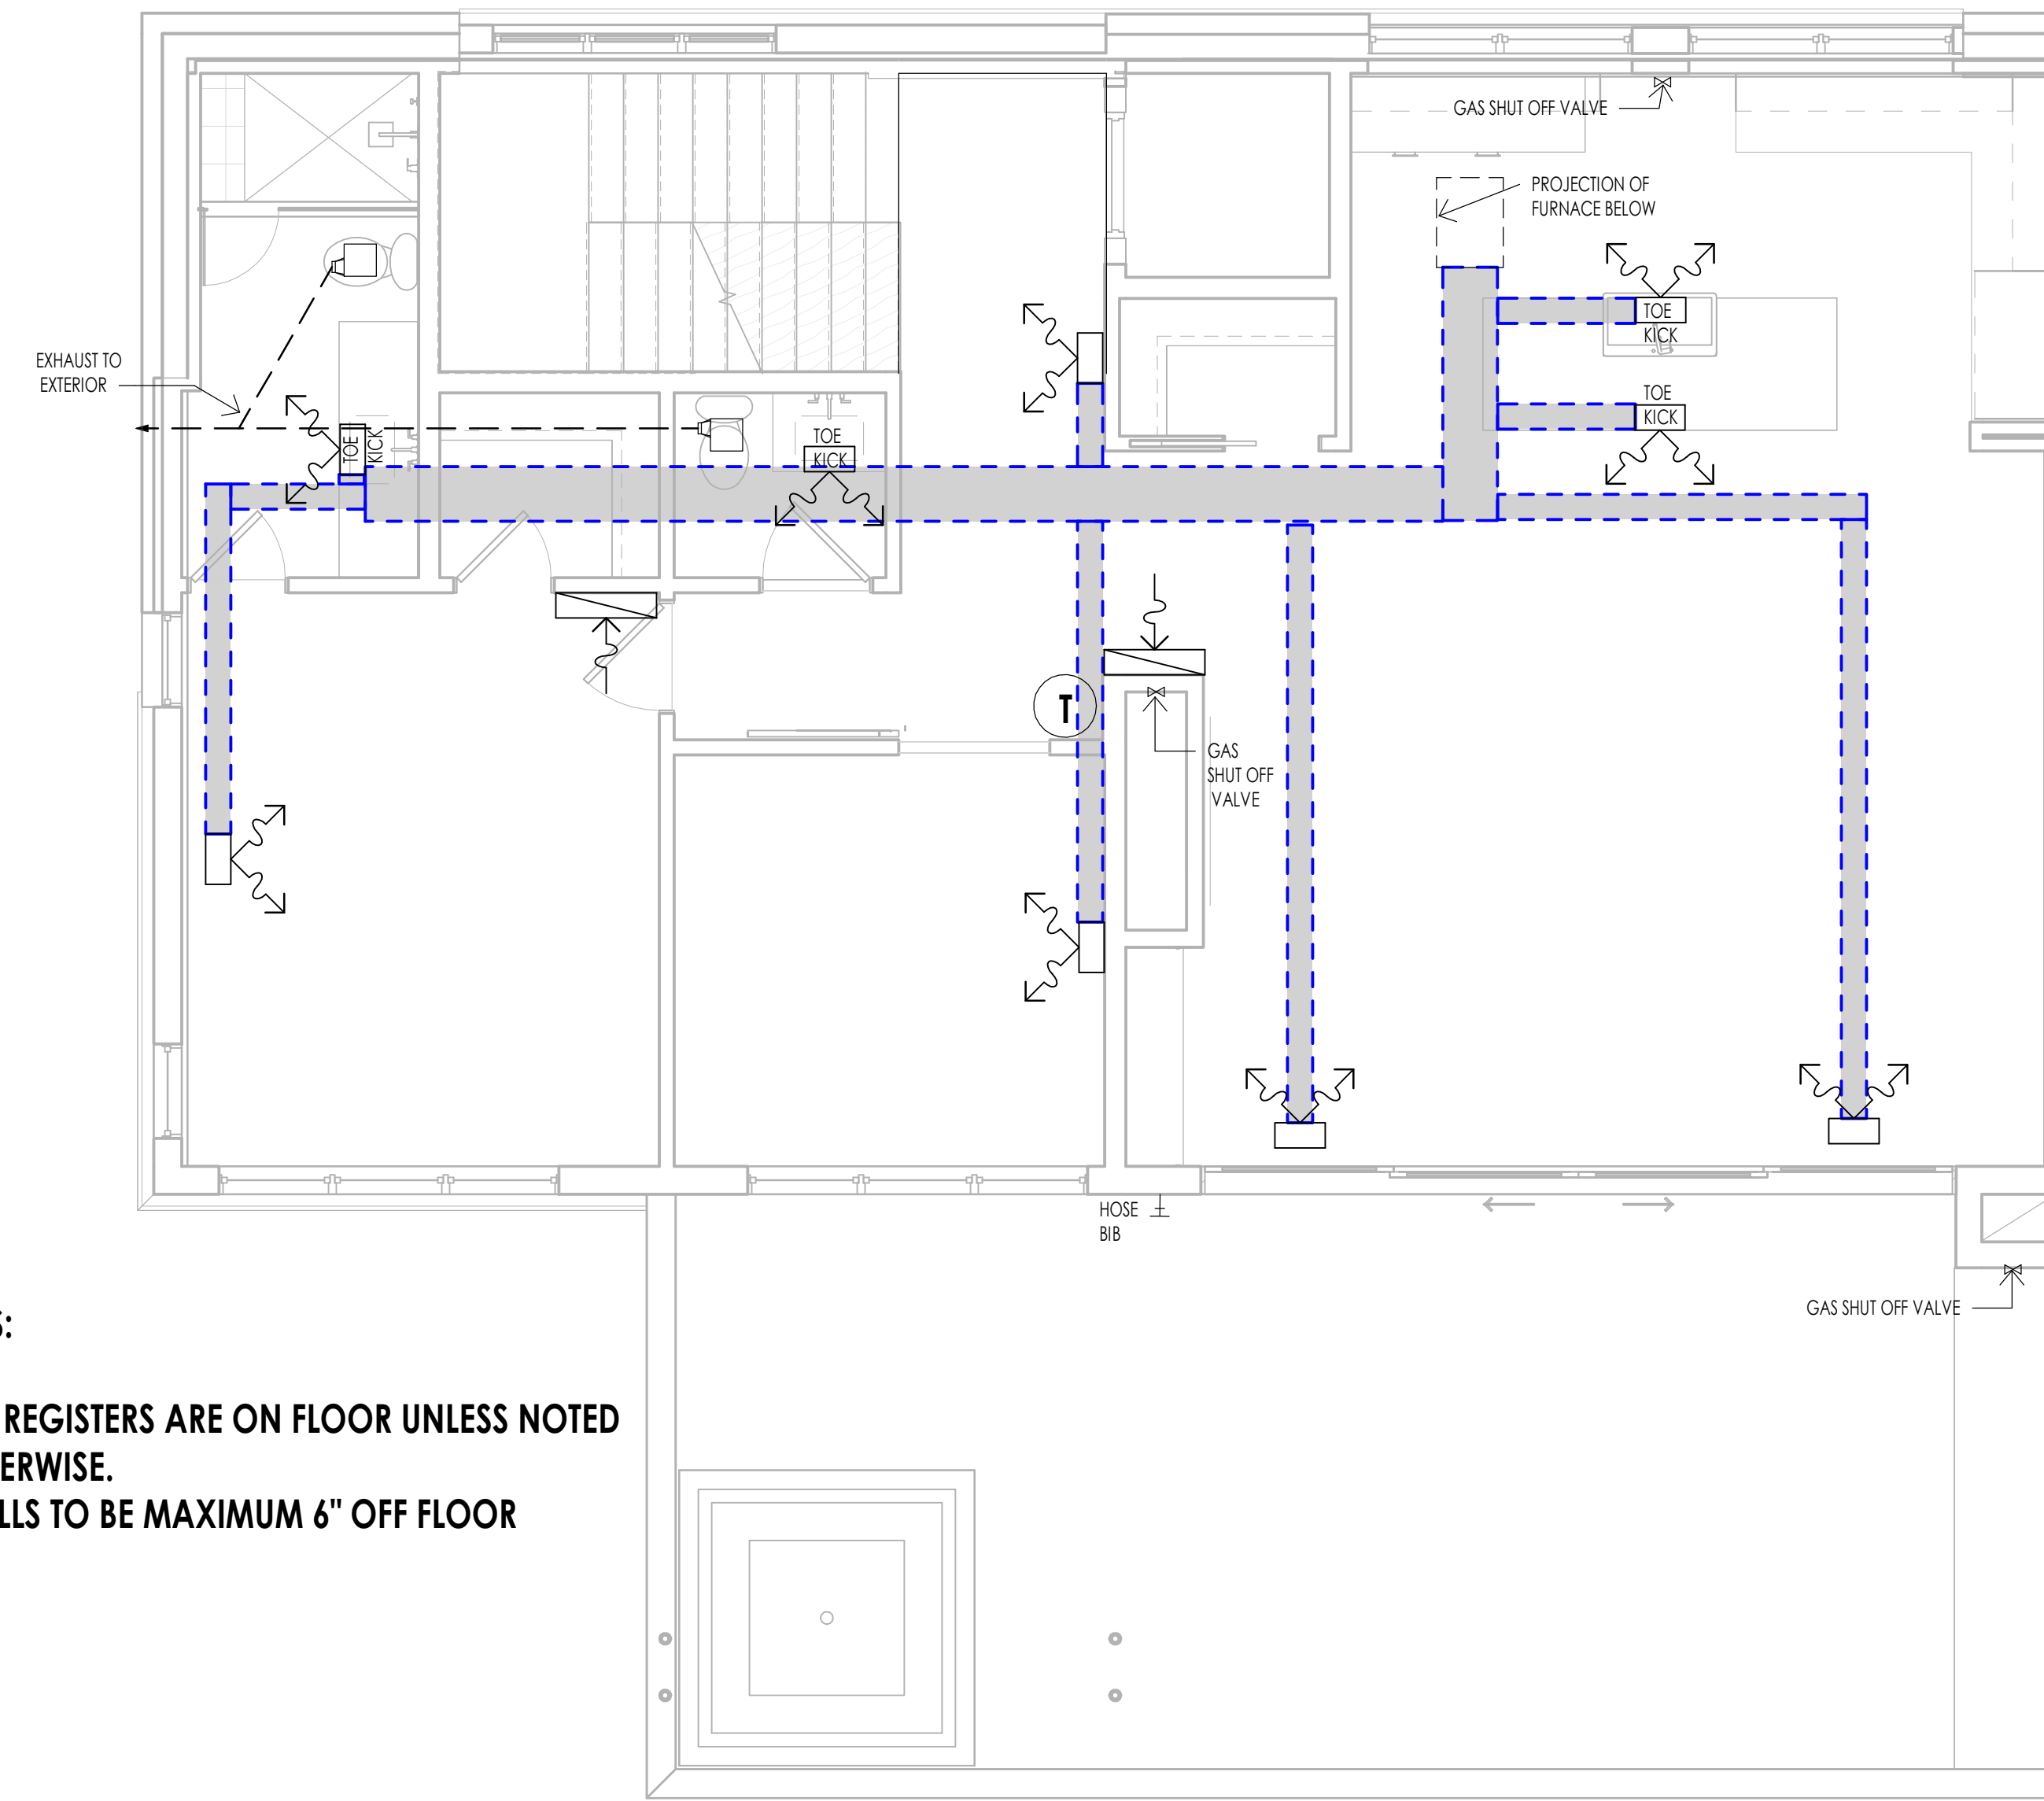 GAS SHUT OFF VALVE
PROJECTION OF
FURNACE BELOW
TOE
KICK
TOE
KICK
EXHAUST TO
EXTERIOR
TOE
KICK
TOE
KICK
T
GAS
SHUT OFF
VALVE
HOSE
BIB
GAS SHUT OFF VALVE
S:
REGISTERS ARE ON FLOOR UNLESS NOTED
ERWISE.
LLS TO BE MAXIMUM 6" OFF FLOOR